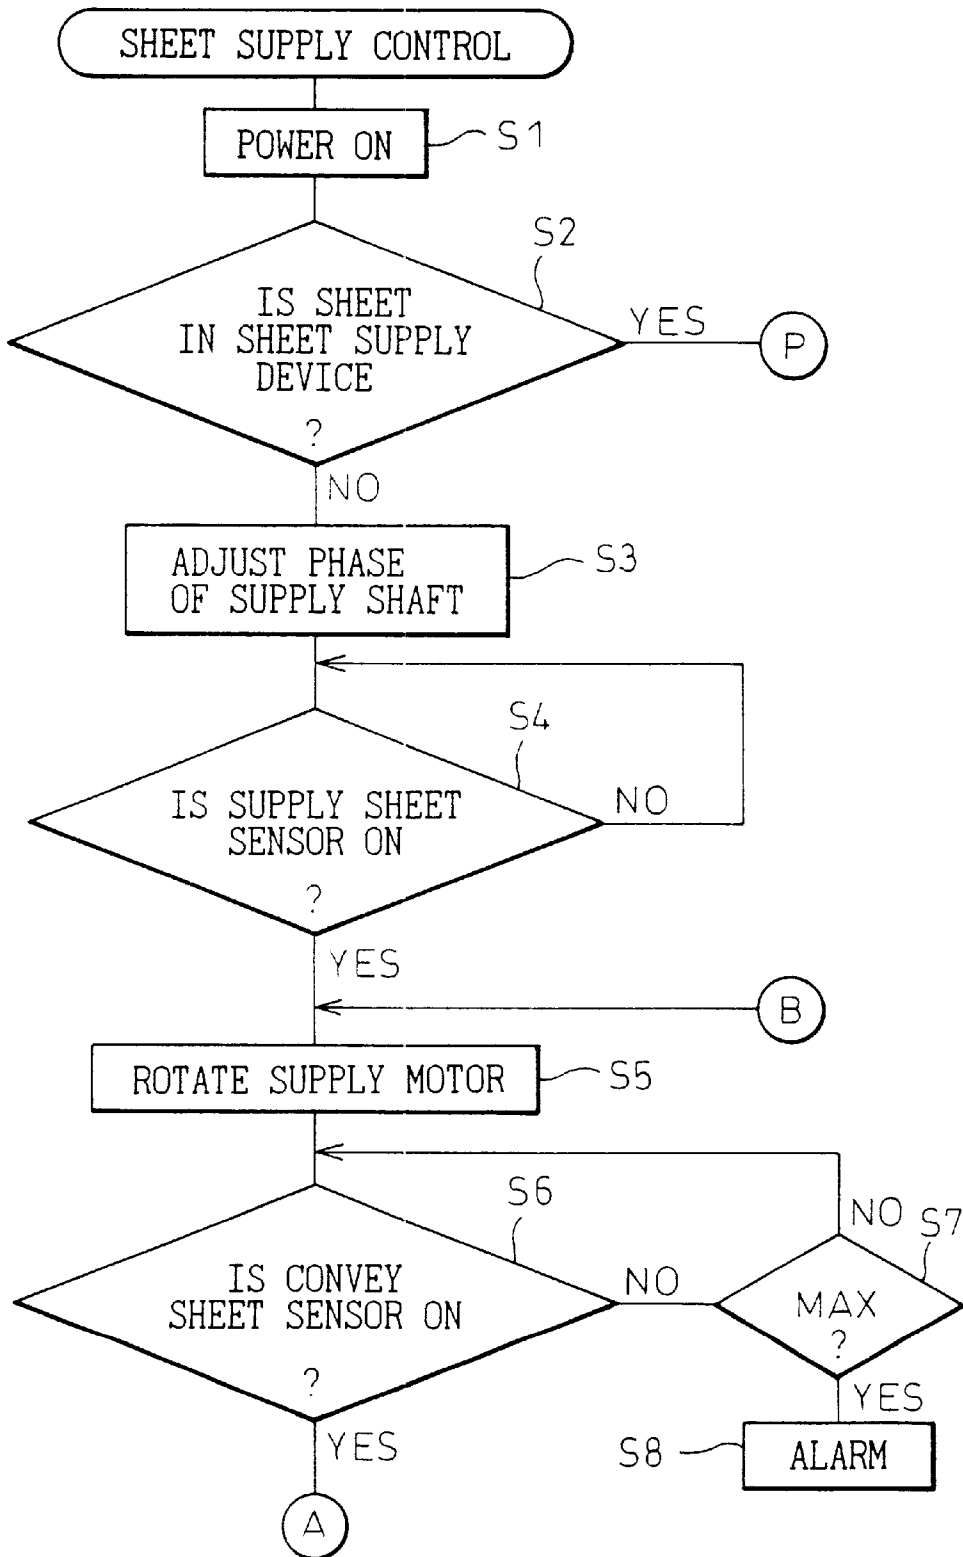 SHEET SUPPLY CONTROL
POWER ON
S1
S2
IS SHEET
IN SHEET SUPPLY
DEVICE
?
YES
P
NO
ADJUST PHASE
OF SUPPLY SHAFT
S3
S4
IS SUPPLY SHEET
SENSOR ON
?
NO
YES
B
ROTATE SUPPLY MOTOR
S5
S6
IS CONVEY
SHEET SENSOR ON
?
NO
NO
S7
MAX
?
YES
YES
S8
ALARM
A